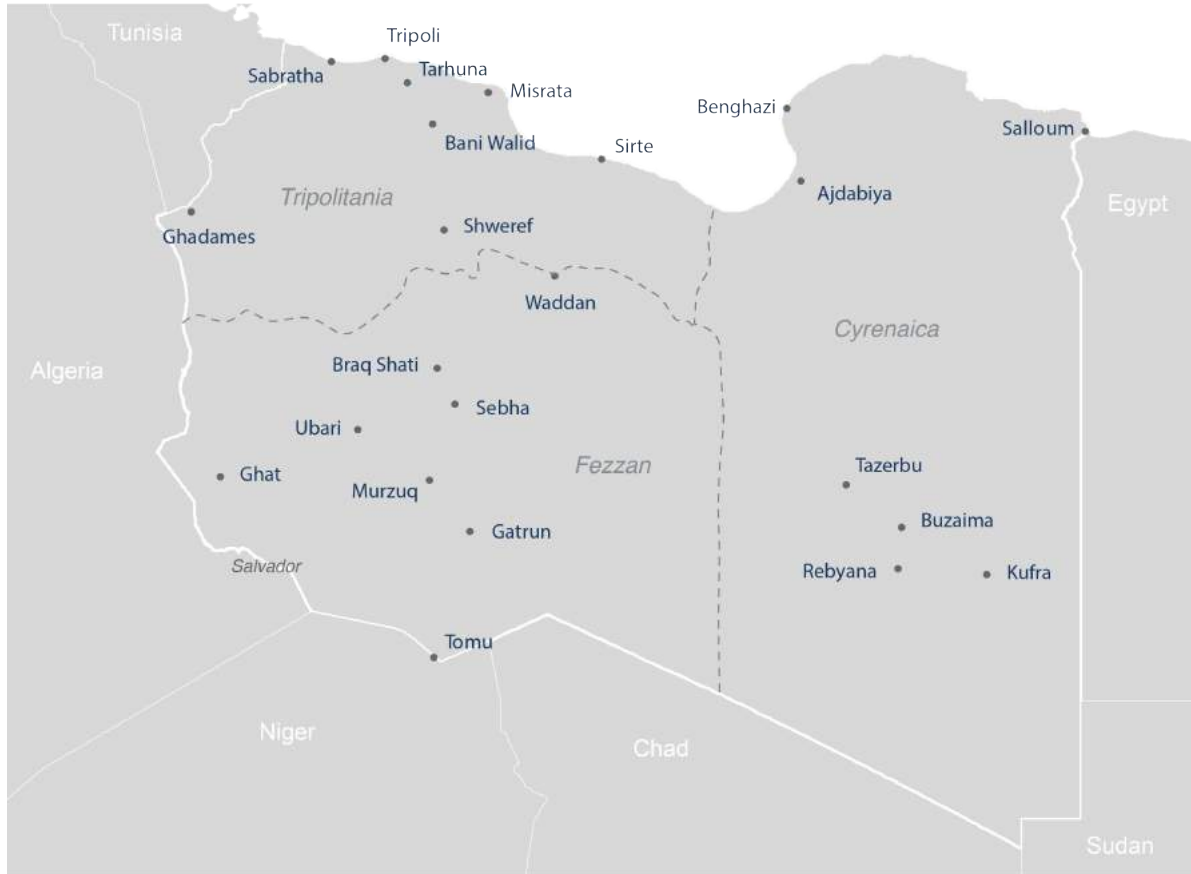 Tunisia
Tripoli
Sabratha
Tarhuna
Misrata
Benghazi
Salloum
Bani Walid
Sirte
Tripolitania
Ajdabiya
Egypt
Ghadames
Shweref
Waddan
Cyrenaica
Algeria
Braq Shati
Sebha
Ubari
Ghat
Fezzan
Tazerbu
Murzuq
Buzaima
Gatrun
Salvador
Rebyana
Kufra
Tomu
Niger
Chad
Sudan